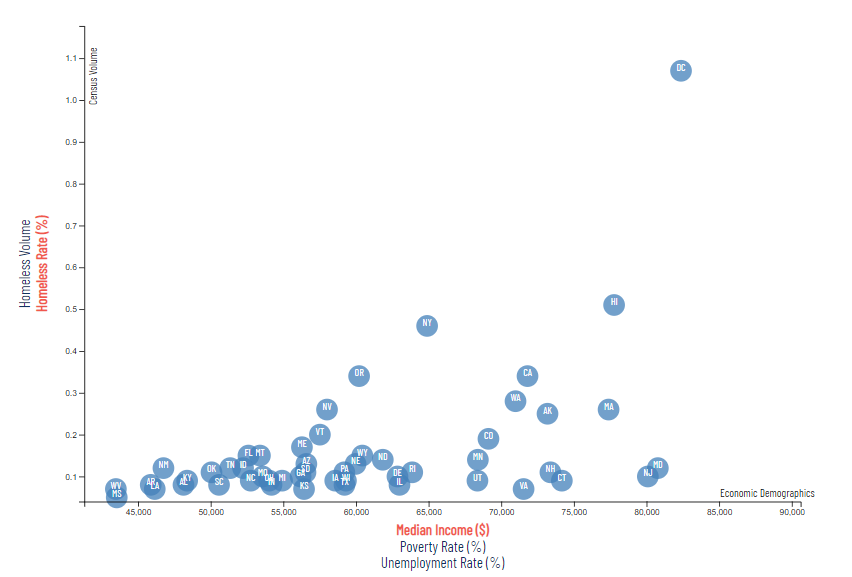 Census Volume
1.1
1.0
0.9
0.8
0.7
0.6
0.5
0.4
0.3
0.2
0.1
Homeless Volume
Homeless Rate (%)
DC
HI
NY
OR
CA
WA
NV
AK
MA
VT
CO
ME
FL
MT
WY
ND
MN
NM
OK
TN
AZ
SD
NE
PA
DE
RI
NH
MD
NJ
GA
MO
NC
MI
IA
WI
UT
CT
KY
AL
SC
AR
LA
KS
IL
VA
WV
MS
IN
Economic Demographics
45,000
50,000
55,000
60,000
65,000
70,000
75,000
80,000
85,000
90,000
Median Income ($)
Poverty Rate (%)
Unemployment Rate (%)